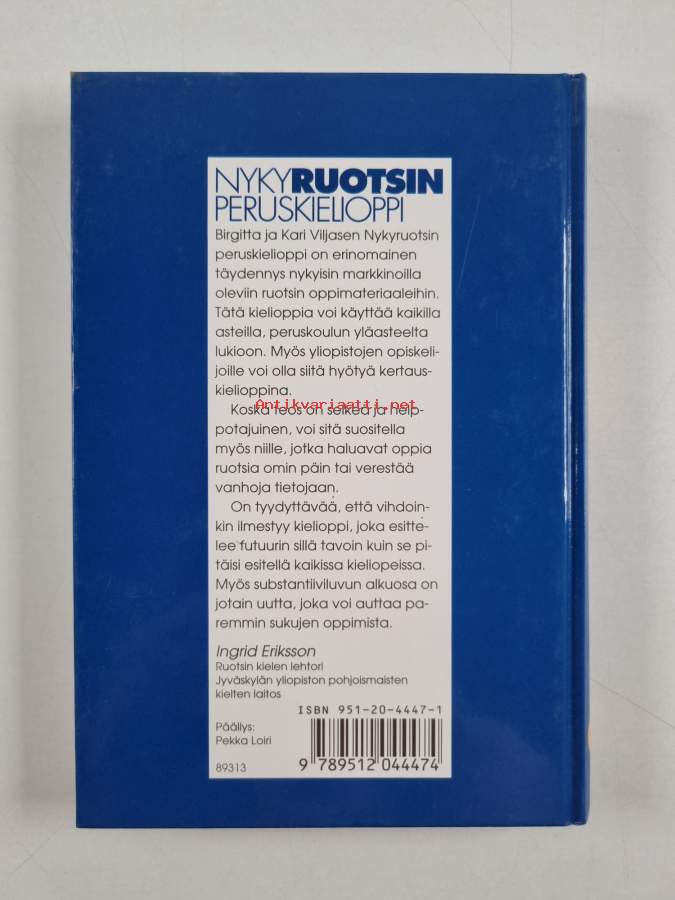 NYKYRUOTSIN
PERUSKIELIOPPI
Birgitta ja Kari Viljasen Nykyruotsin
peruskielioppi on erinomainen
täydennys nykyisin markkinoilla
oleviin ruotsin oppimateriaaleihin.
Tätä kielioppia voi käyttää kaikilla
asteilla, peruskoulun yläasteelta
lukioon. Myös yliopistojen opiskeli-
joille voi olla siitä hyötyä kertaus-
kielioppina.
Antikvariaatti.net
Koska teos on selkeä ja help-
potajuinen, voi sitä suositella
myös niille, jotka haluavat oppia
ruotsia omin päin tai verestää
vanhoja tietojaan.
On tyydyttävää, että vihdoin-
kin ilmestyy kielioppi, joka esitte-
lee futuurin sillä tavoin kuin se pi-
täisi esitellä kaikissa kieliopeissa.
Myös substantiiviluvun alkuosa on
jotain uutta, joka voi auttaa pa-
remmin sukujen oppimista.
Ingrid Eriksson
Ruotsin kielen lehtori
Jyväskylän yliopiston pohjoismaisten
kielten laitos
ISBN 951-20-4447-1
Päällys:
Pekka Loiri
89313
9 789512 044474